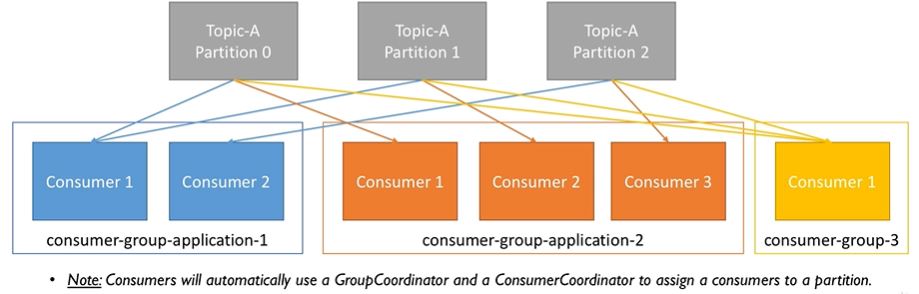 Topic-A
Partition 0
Topic-A
Partition 1
Topic-A
Partition 2
Consumer 1
Consumer 2
consumer-group-application-1
Consumer 1
Consumer 2
Consumer 3
consumer-group-application-2
Consumer 1
consumer-group-3
• Note: Consumers will automatically use a GroupCoordinator and a ConsumerCoordinator to assign a consumers to a partition.